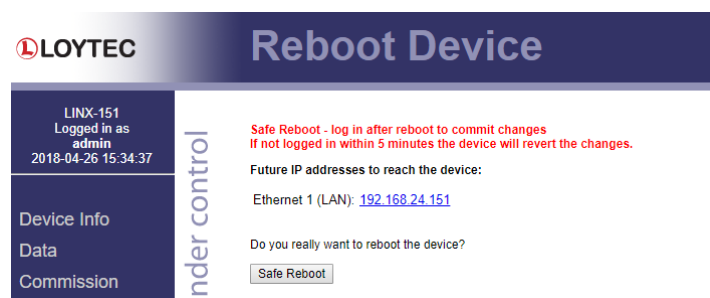 LOYTEC
Reboot Device
LINX-151
Logged in as
admin
2018-04-26 15:34:37
Device Info
Data
Commission
nder control
Safe Reboot - log in after reboot to commit changes
If not logged in within 5 minutes the device will revert the changes.
Future IP addresses to reach the device:
Ethernet 1 (LAN): 192.168.24.151
Do you really want to reboot the device?
Safe Reboot